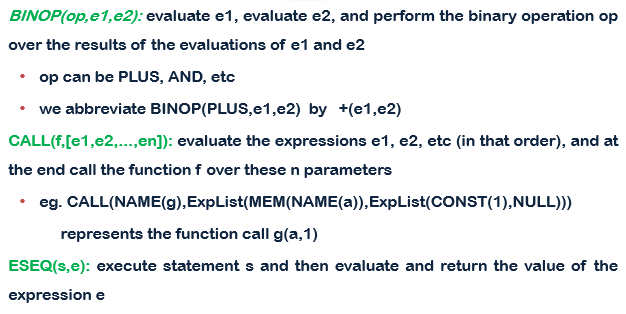 BINOP(op,e1,e2): evaluate e1, evaluate e2, and perform the binary operation op
over the results of the evaluations of e1 and e2
• op can be PLUS, AND, etc
• we abbreviate BINOP(PLUS,e1,e2) by +(e1,e2)
CALL(f,[e1,e2,...,en]): evaluate the expressions e1, e2, etc (in that order), and at
the end call the function f over these n parameters
• eg. CALL(NAME(g),ExpList(MEM(NAME(a)),ExpList(CONST(1),NULL)))
represents the function call g(a,1)
ESEQ(s,e): execute statement s and then evaluate and return the value of the
expression e